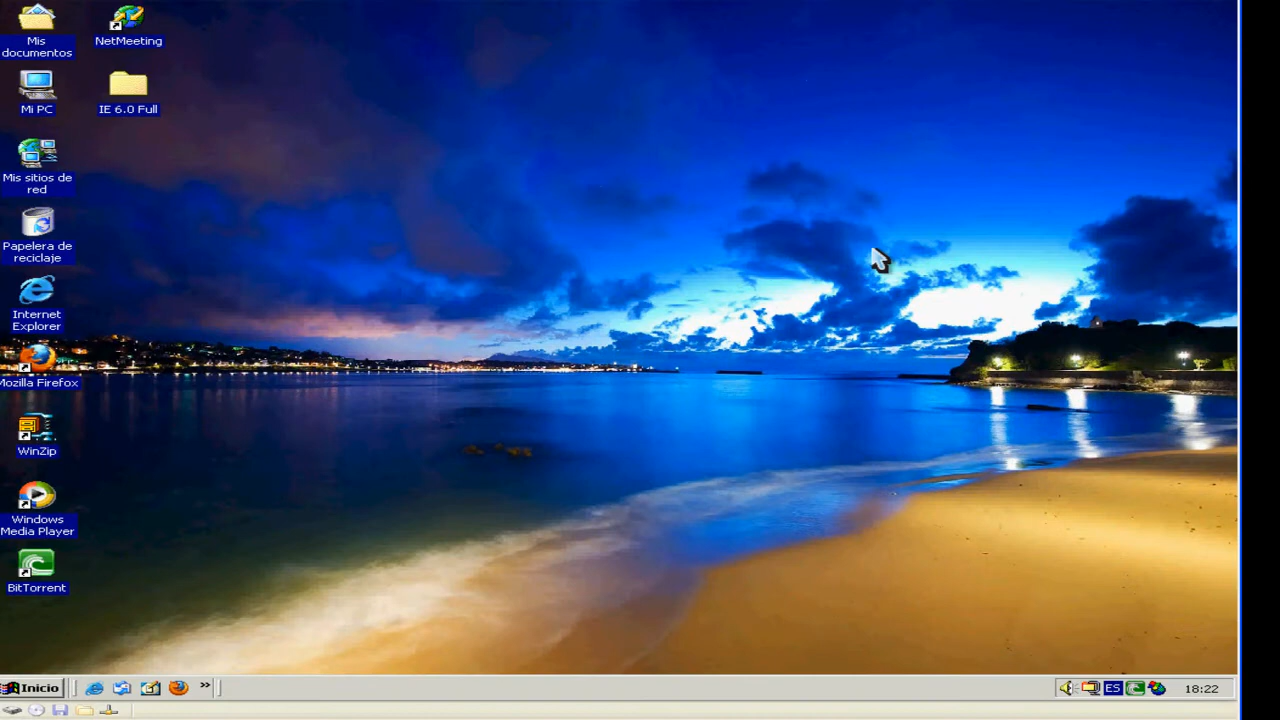 Mis
documentos
NetMeeting
Mi PC
IE 6.0 Full
Mis sitios de
red
Papelera de
reciclaje
Internet
Explorer
Mozilla Firefox
WinZip
Windows
Media Player
BitTorrent
Inicio
»
ES
18:22